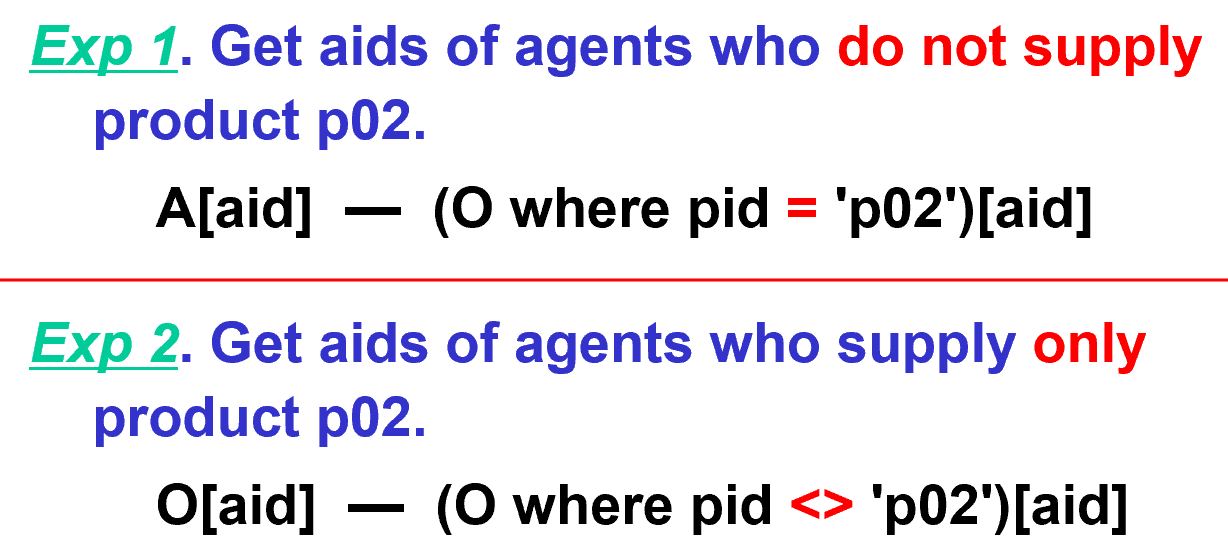 Exp 1. Get aids of agents who do not supply
product p02.
A[aid] — (O where pid = 'p02')[aid]
Exp 2. Get aids of agents who supply only
product p02.
O[aid] — (O where pid <> 'p02')[aid]